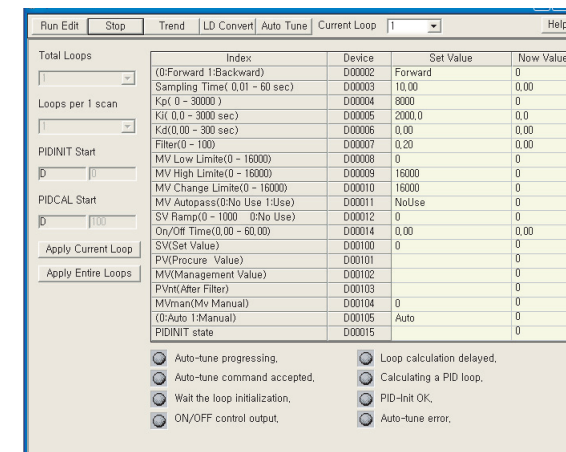 Run Edit Stop Trend LD Convert Auto Tune Current Loop 1 Help
Total Loops
1
Loops per 1 scan
1
PIDINIT Start
D 0
PIDCAL Start
D 100
Apply Current Loop
Apply Entire Loops
Index Device Set Value Now Value
(0:Forward 1:Backward) D00002 Forward 0
Sampling Time( 0,01 - 60 sec) D00003 10,00 0,00
Kp( 0 - 30000 ) D00004 8000 0
Ki( 0,0 - 3000 sec) D00005 2000,0 0,0
Kd(0,00 - 300 sec) D00006 0,00 0,00
Filter(0 - 100) D00007 0,20 0,00
MV Low Limite(0 - 16000) D00008 0 0
MV High Limite(0 - 16000) D00009 16000 0
MV Change Limite(0 - 16000) D00010 16000 0
MV Autopass(0:No Use 1:Use) D00011 NoUse 0
SV Ramp(0 - 1000 0:No Use) D00012 0 0
On/Off Time(0,00 - 60,00) D00014 0,00 0,00
SV(Set Value) D00100 0 0
PV(Procure Value) D00101 0
MV(Management Value) D00102 0
PVnt(After Filter) D00103 0
MVman(Mv Manual) D00104 0 0
(0:Auto 1:Manual) D00105 Auto 0
PIDINIT state D00015 0
Auto-tune progressing, Loop calculation delayed,
Auto-tune command accepted, Calculating a PID loop,
Wait the loop initialization, PID-Init OK,
ON/OFF control output, Auto-tune error,